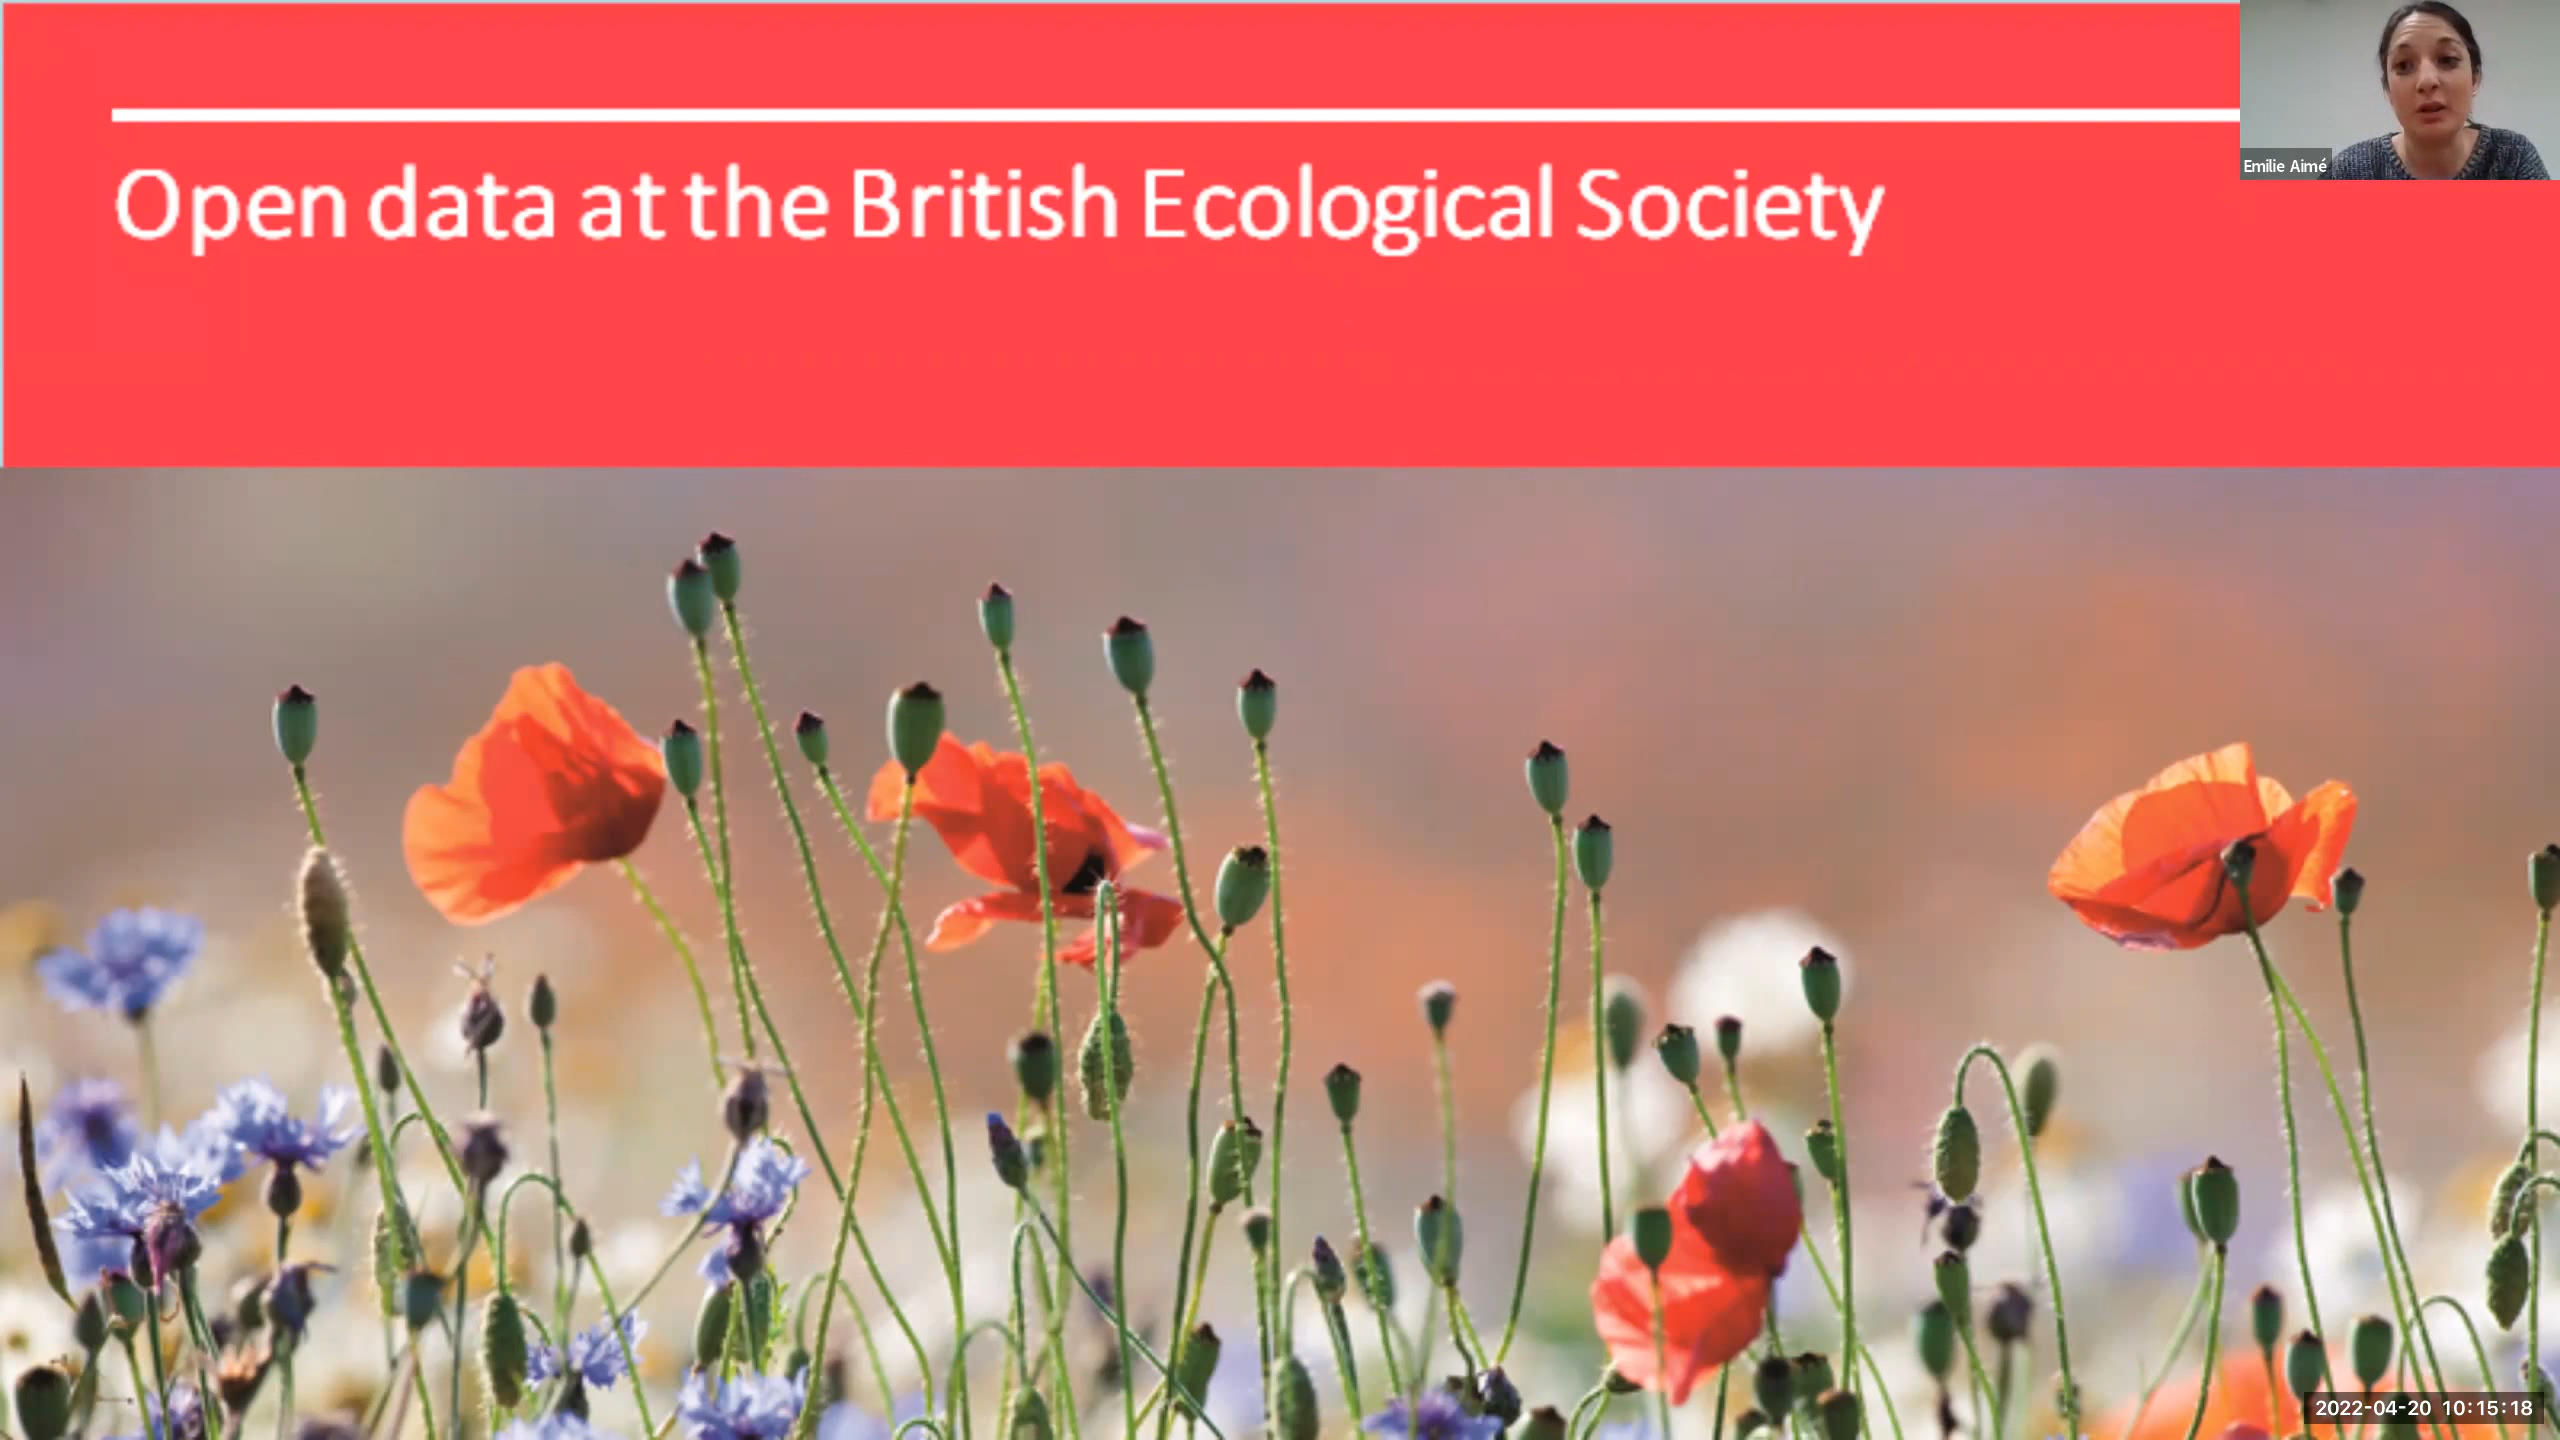 Open data at the British Ecological Society
Emilie Aimé
2022-04-20 10:15:18